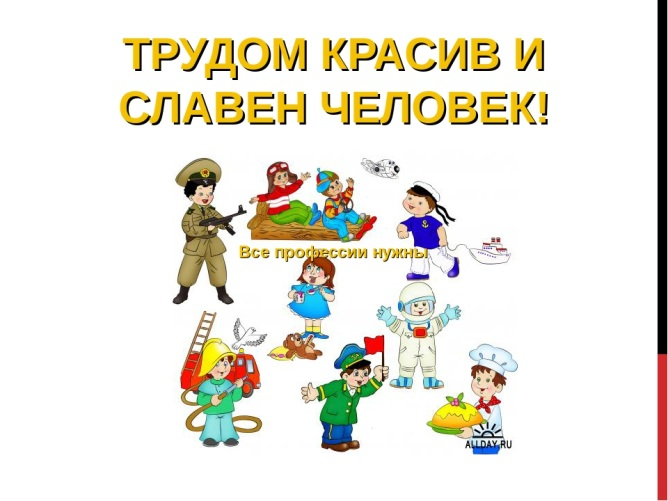 ТРУДОМ КРАСИВ И
СЛАВЕН ЧЕЛОВЕК!
Все профессии нужны
ALLDAY.RU